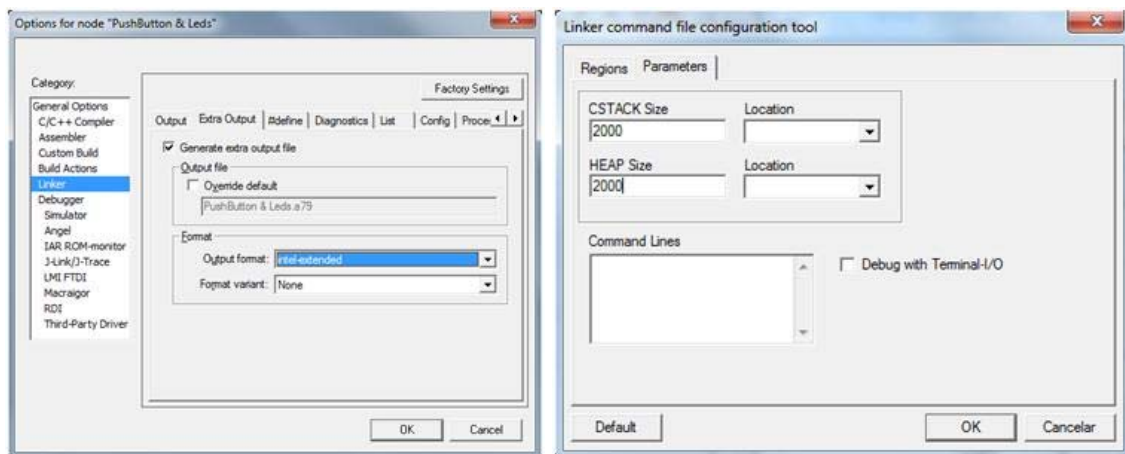 Options for node "PushButton & Leds"
X
Category:
General Options
C/C++ Compiler
Assembler
Custom Build
Build Actions
Linker
Debugger
Simulator
Angel
IAR ROM-monitor
J-Link/J-Trace
LMI FTDI
Macraigor
RDI
Third-Party Driver
Factory Settings
Output Extra Output #define Diagnostics List Config Proces
Generate extra output file
Output file
Override default
PushButton & Leds.a79
Format
Output format: intel-extended
Format variant: None
OK Cancel
Linker command file configuration tool
X
Regions Parameters
CSTACK Size Location
2000
HEAP Size Location
2000
Command Lines
Debug with Terminal-I/O
Default OK Cancelar